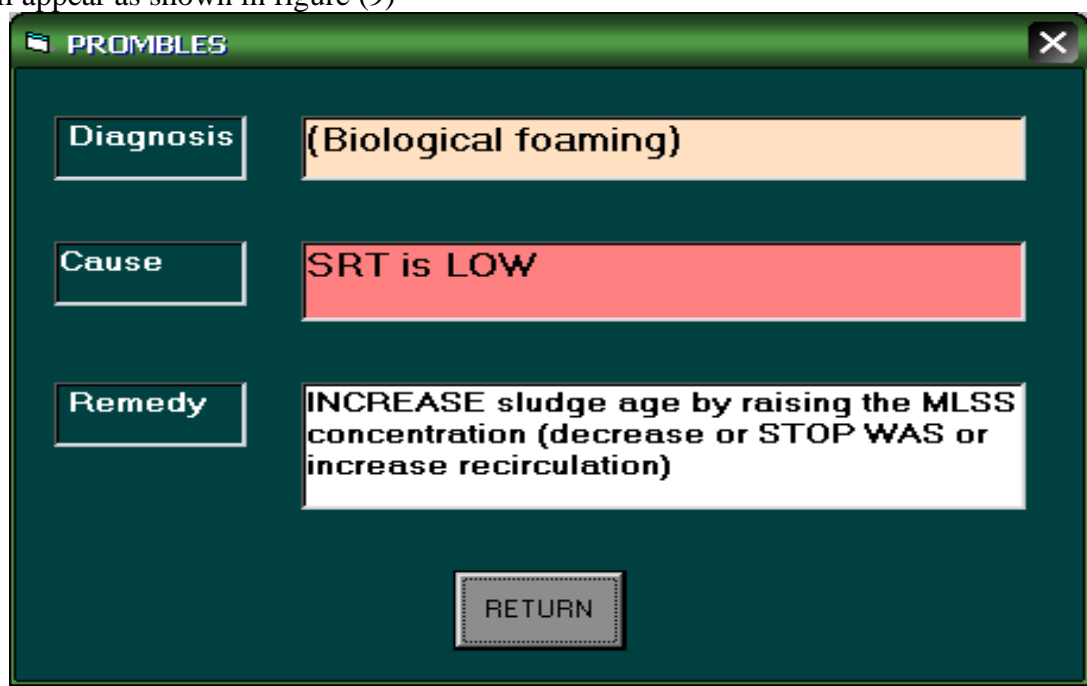 appear as shown in figure (9)
PROMBLES
Diagnosis
(Biological foaming)
Cause
SRT is LOW
Remedy
INCREASE sludge age by raising the MLSS
concentration (decrease or STOP WAS or
increase recirculation)
RETURN